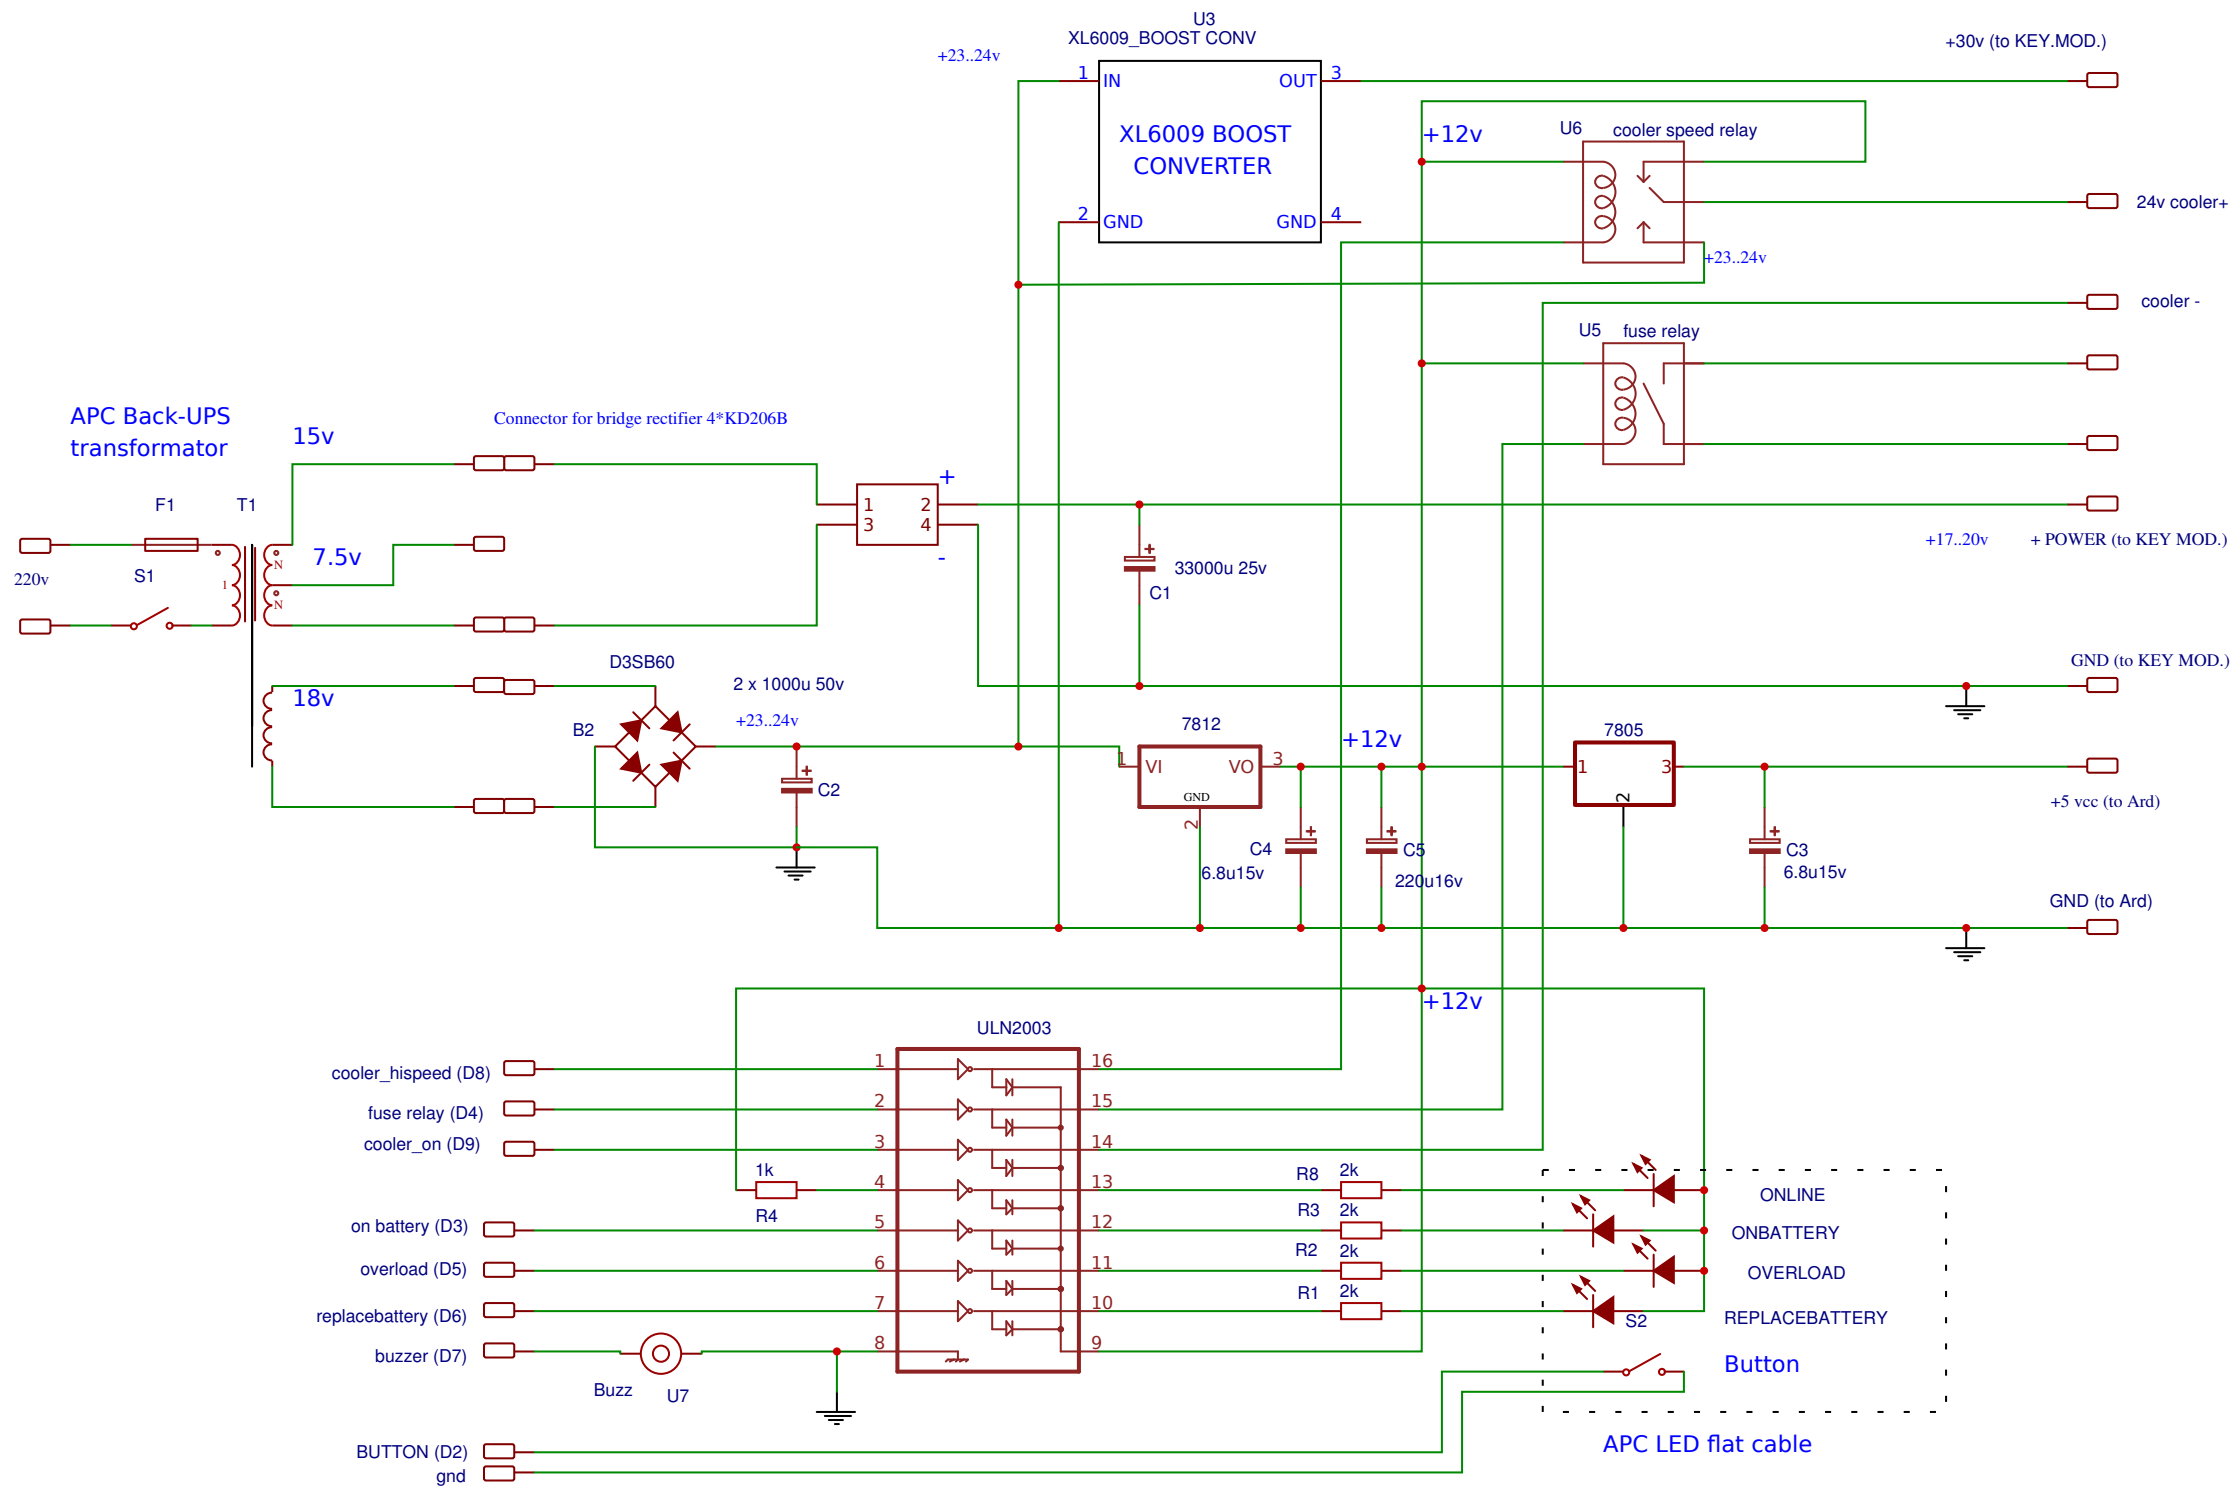 U3
XL6009_BOOST CONV
+23..24v
1
IN
OUT
3
+30v (to KEY.MOD.)
XL6009 BOOST
CONVERTER
2
GND
GND
4
+12v
U6
cooler speed relay
24v cooler+
+23..24v
cooler -
U5
fuse relay
APC Back-UPS
transformator
15v
Connector for bridge rectifier 4*KD206B
F1
T1
+
1
2
3
4
-
220v
S1
7.5v
N
1
N
+
33000u 25v
C1
+17..20v
+ POWER (to KEY MOD.)
D3SB60
GND (to KEY MOD.)
18v
2 x 1000u 50v
+23..24v
B2
7812
+12v
7805
1
VI
VO
3
1
3
GND
2
2
+
C2
+5 vcc (to Ard)
+
C4
6.8u15v
+
C5
220u16v
+
C3
6.8u15v
GND (to Ard)
+12v
ULN2003
cooler_hispeed (D8)
1
16
fuse relay (D4)
2
15
cooler_on (D9)
3
14
1k
R4
4
13
R8
2k
ONLINE
on battery (D3)
5
12
R3
2k
ONBATTERY
overload (D5)
6
11
R2
2k
OVERLOAD
replacebattery (D6)
7
10
R1
2k
S2
REPLACEBATTERY
buzzer (D7)
8
9
Button
Buzz
U7
APC LED flat cable
BUTTON (D2)
gnd